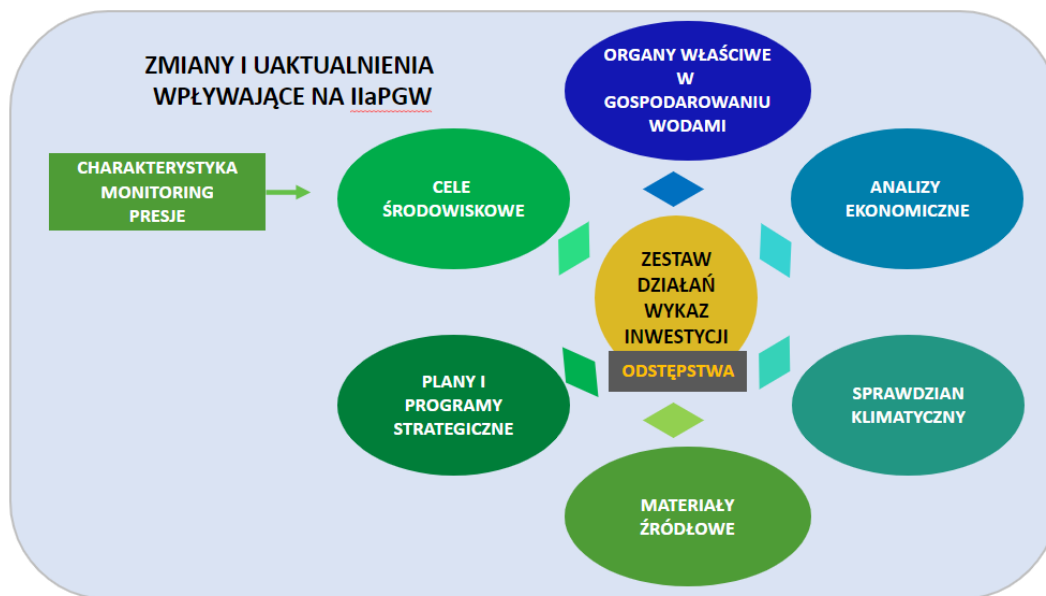 ZMIANY I UAKTUALNIENIA
WPŁYWAJĄCE NA IIaPGW
ORGANY WŁAŚCIWE
W
GOSPODAROWANIU
WODAMI
CHARAKTERYSTYKA
MONITORING
PRESJE
CELE
ŚRODOWISKOWE
ANALIZY
EKONOMICZNE
ZESTAW
DZIAŁAŃ
WYKAZ
INWESTYCJI
ODSTĘPSTWA
PLANY I
PROGRAMY
STRATEGICZNE
SPRAWDZIAN
KLIMATYCZNY
MATERIAŁY
ŹRÓDŁOWE